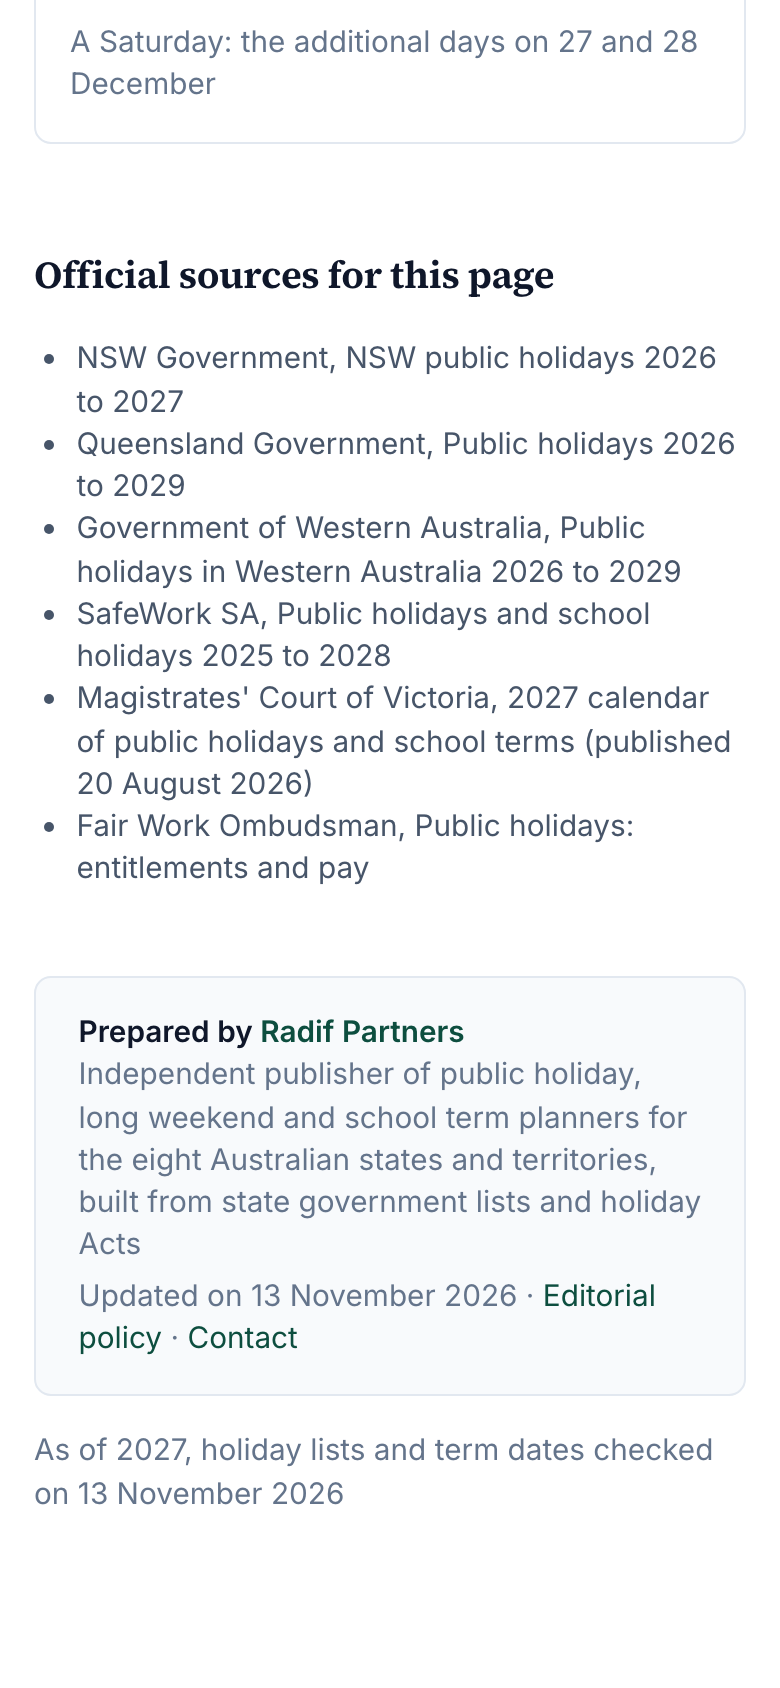 A Saturday: the additional days on 27 and 28
December
Official sources for this page
• NSW Government, NSW public holidays 2026
to 2027
• Queensland Government, Public holidays 2026
to 2029
• Government of Western Australia, Public
holidays in Western Australia 2026 to 2029
• SafeWork SA, Public holidays and school
holidays 2025 to 2028
• Magistrates' Court of Victoria, 2027 calendar
of public holidays and school terms (published
20 August 2026)
• Fair Work Ombudsman, Public holidays:
entitlements and pay
Prepared by Radif Partners
Independent publisher of public holiday,
long weekend and school term planners for
the eight Australian states and territories,
built from state government lists and holiday
Acts
Updated on 13 November 2026 · Editorial
policy · Contact
As of 2027, holiday lists and term dates checked
on 13 November 2026